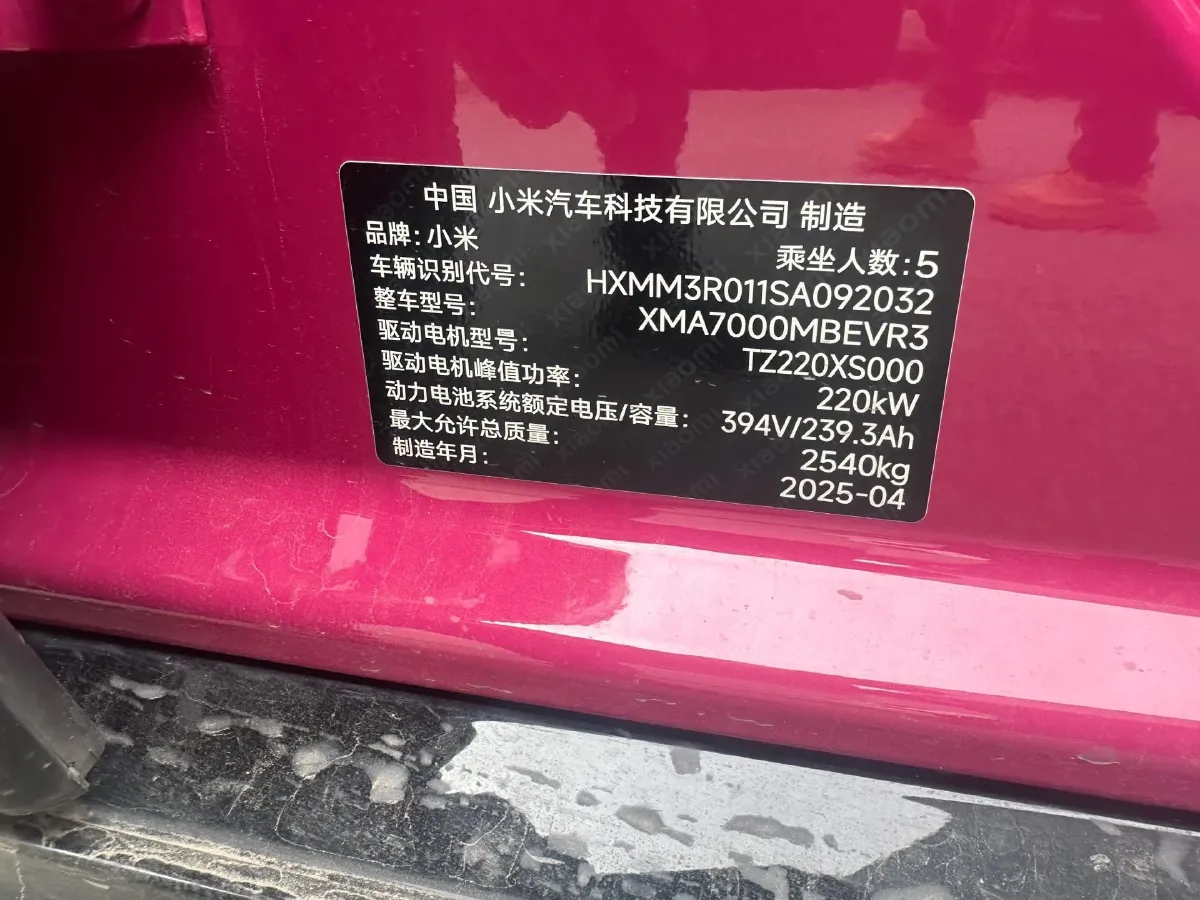 中国 小米汽车科技有限公司 制造
品牌: 小米
乘坐人数: 5
车辆识别代号: HXMM3R011SA092032
整车型号: XMA7000MBEVR3
驱动电机型号: TZ220XS000
驱动电机峰值功率: 220kW
动力电池系统额定电压/容量: 394V/239.3Ah
最大允许总质量: 2540kg
制造年月: 2025-04